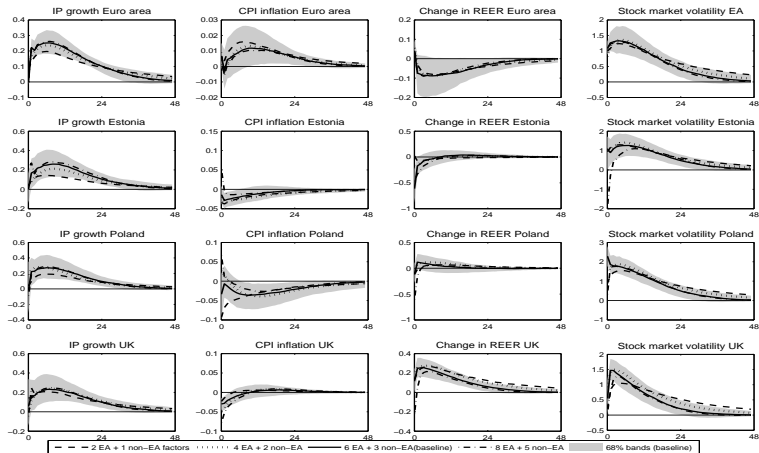 IP growth Euro area
0.4
0.3
0.2
0.1
0
−0.1
0 24 48
CPI inflation Euro area
0.03
0.02
0.01
0
0.01
0.02
0 24 48
Change in REER Euro area
0.2
0.1
0
−0.1
−0.2
0 24 48
Stock market volatility EA
2
1.5
1
0.5
0
−0.5
0 24 48
IP growth Estonia
0.6
0.4
0.2
0
−0.2
0 24 48
CPI inflation Estonia
0.15
0.1
0.05
0
−0.05
0 24 48
Change in REER Estonia
0.5
0
−0.5
−1
0 24 48
Stock market volatility Estonia
2
1
0
−1
−2
0 24 48
IP growth Poland
0.6
0.4
0.2
0
−0.2
−0.4
0 24 48
CPI inflation Poland
0.1
0.05
0
−0.05
−0.1
0 24 48
Change in REER Poland
0.5
0
−0.5
−1
0 24 48
Stock market volatility Poland
3
2
1
0
−1
0 24 48
IP growth UK
0.6
0.4
0.2
0
−0.2
0 24 48
CPI inflation UK
0.1
0.05
0
−0.05
−0.1
0 24 48
Change in REER UK
0.4
0.2
0
−0.2
−0.4
0 24 48
Stock market volatility UK
2
1.5
1
0.5
0
−0.5
0 24 48
2 EA + 1 non−EA factors 4 EA + 2 non−EA 6 EA + 3 non−EA(baseline) 8 EA + 5 non−EA 68% bands (baseline)